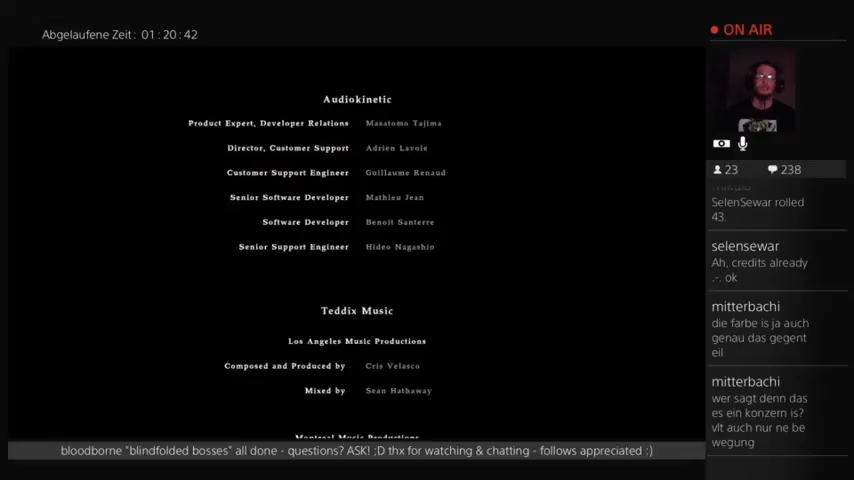 Abgelaufene Zeit: 01:20:42
ON AIR
Audiokinetic
Product Expert, Developer Relations Masatomo Tajima
Director, Customer Support Adrien Lavoie
Customer Support Engineer Guillaume Renaud
Senior Software Developer Mathieu Jean
Software Developer Benoit Santerre
Senior Support Engineer Hideo Nagashio
Teddix Music
Los Angeles Music Productions
Composed and Produced by Cris Velasco
Mixed by Sean Hathaway
Montreal Music Productions
bloodborne "blindfolded bosses" all done - questions? ASK! ;D thx for watching & chatting - follows appreciated :)
23 238
SelenSewar rolled
43.
selensewar
Ah, credits already
.-. ok
mitterbachi
die farbe is ja auch
genau das gegent
eil
mitterbachi
wer sagt denn das
es ein konzern is?
vlt auch nur ne be
wegung